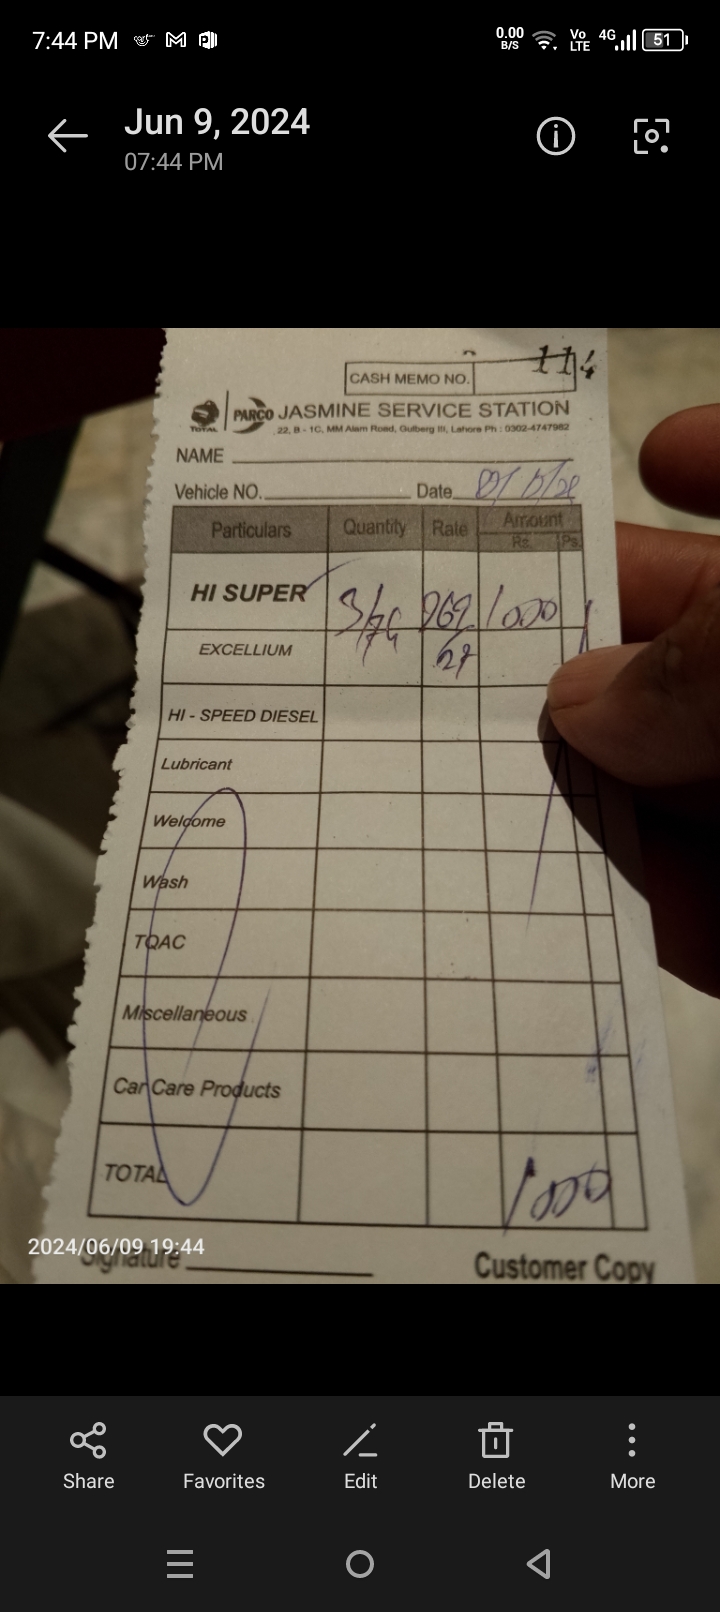 7:44 PM
0.00 B/S Vo LTE 4G 51
Jun 9, 2024
07:44 PM
CASH MEMO NO. 114
TOTAL PARCO JASMINE SERVICE STATION
22, B - 1C, MM Alam Road, Gulberg III, Lahore Ph : 0302-4747982
NAME
Vehicle NO. Date
Particulars Quantity Rate Amount
Rs. Ps.
HI SUPER 3/74 269 1000
EXCELLIUM /27
HI - SPEED DIESEL
Lubricant
Welcome
Wash
TQAC
Miscellaneous
Car Care Products
TOTAL 1000
2024/06/09 19:44
Signature Customer Copy
Share Favorites Edit Delete More